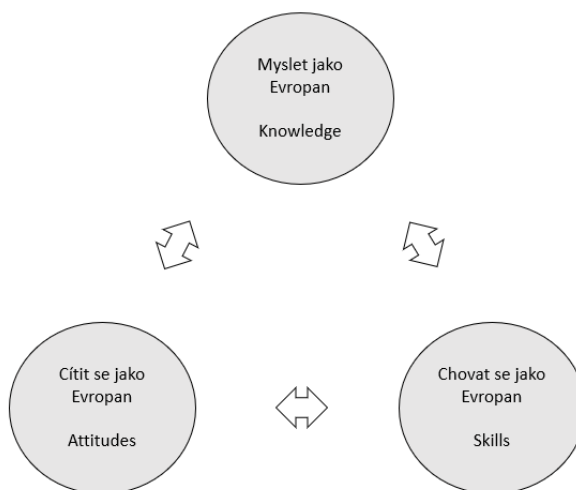 Myslet jako
Evropan
Knowledge
Cítit se jako
Evropan
Attitudes
Chovat se jako
Evropan
Skills